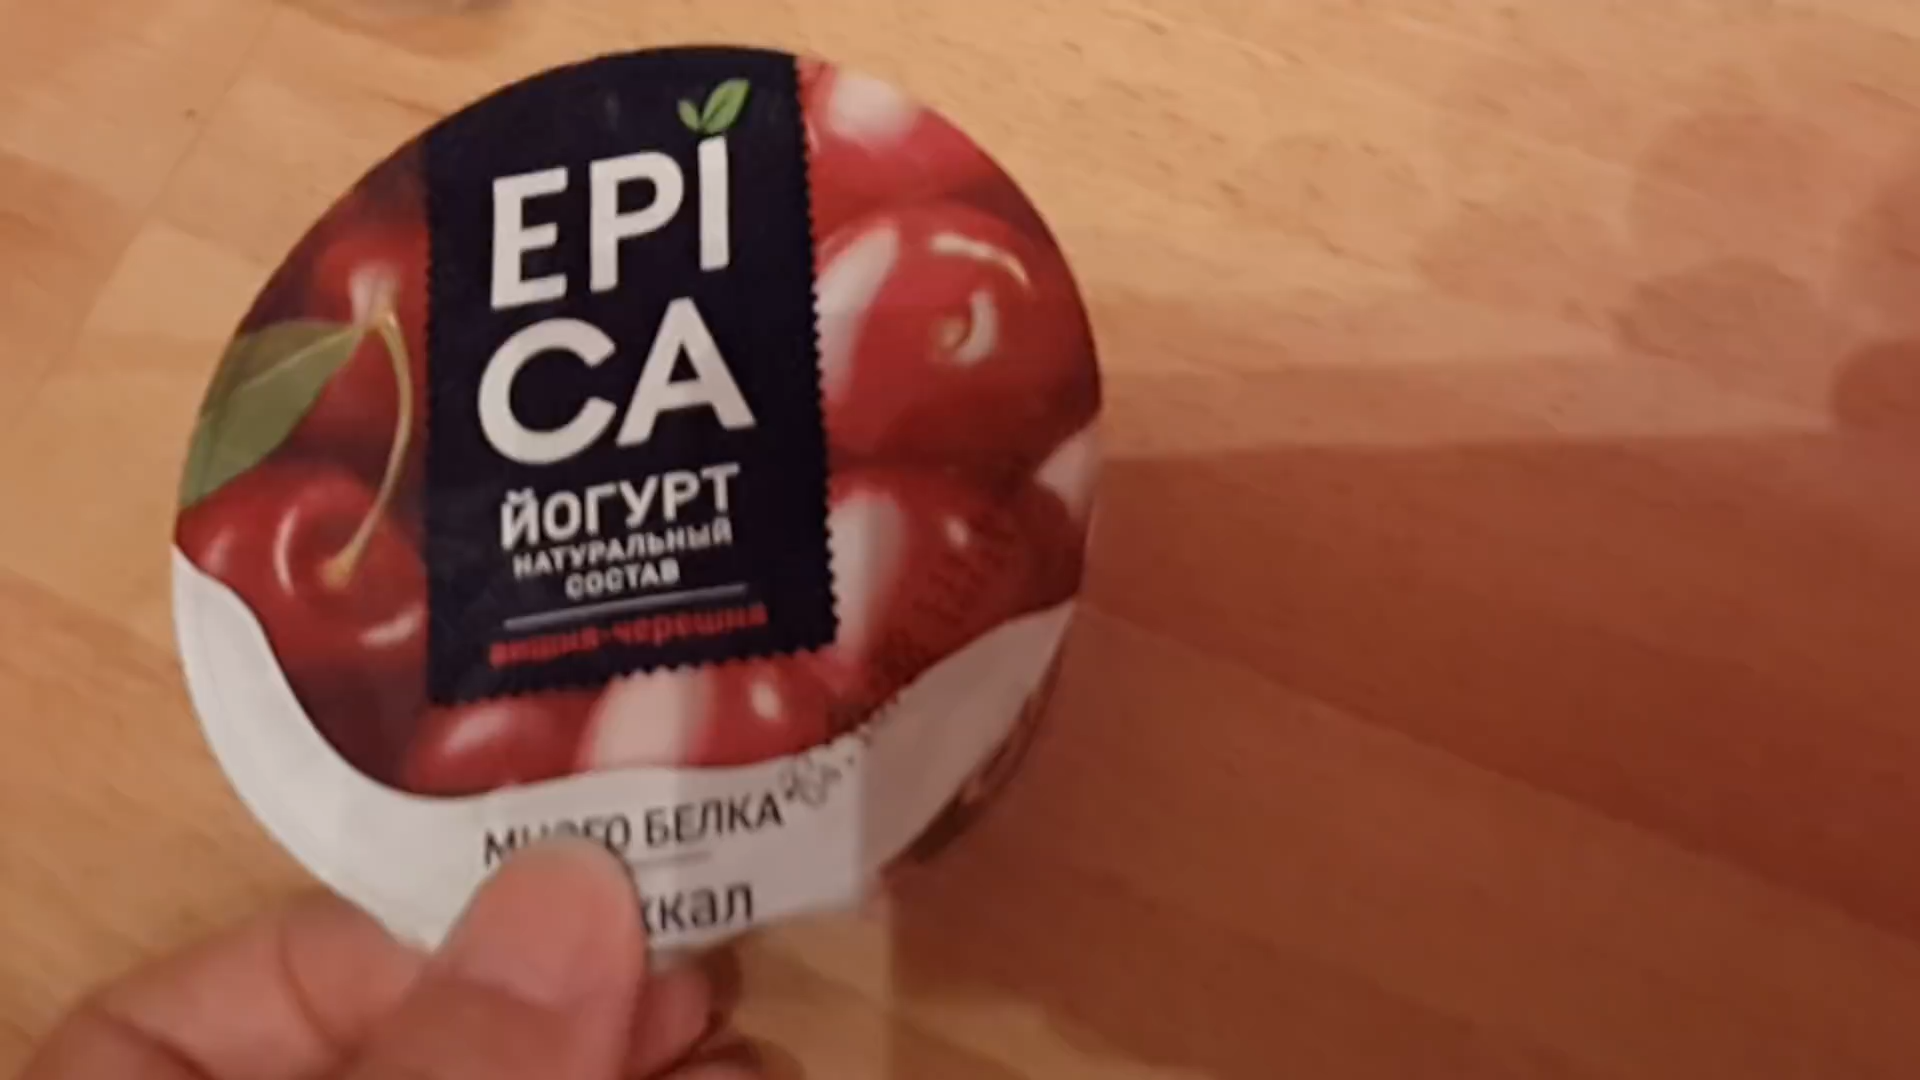 EPI
CA
ЙОГУРТ
НАТУРАЛЬНЫЙ
СОСТАВ
вишня-черешня
БЕЛКА
ккал